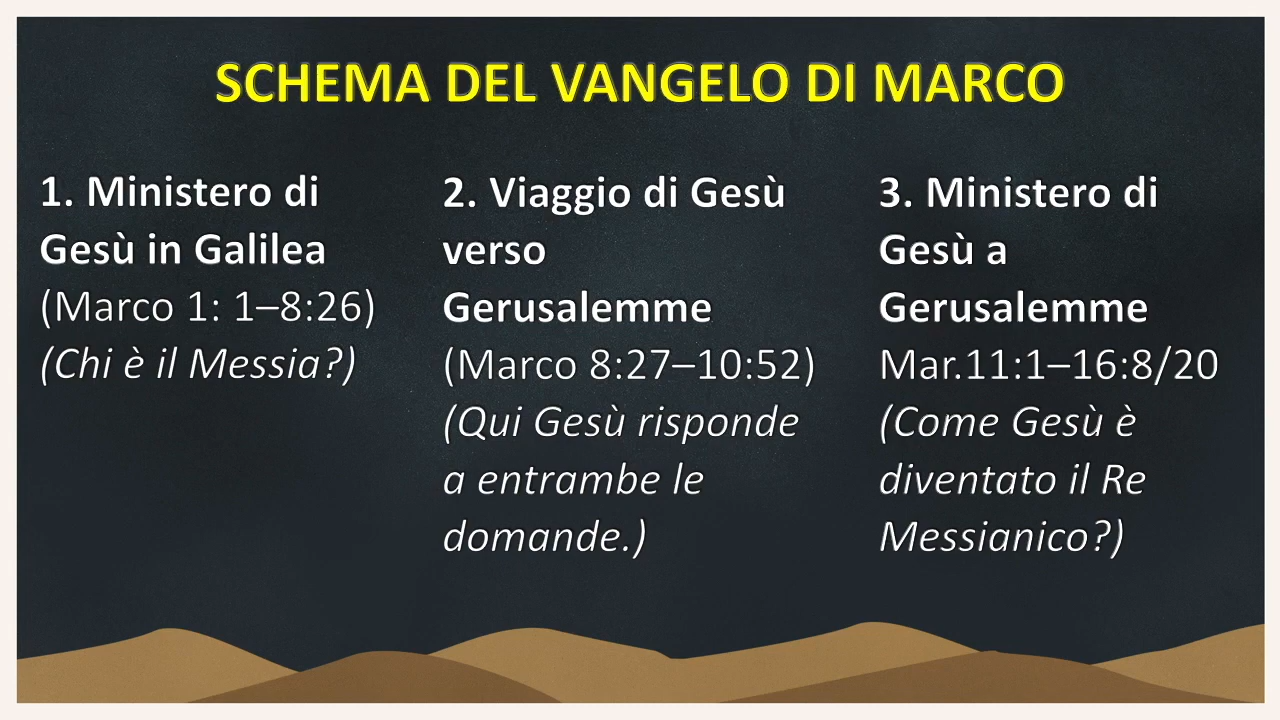 SCHEMA DEL VANGELO DI MARCO
1. Ministero di
Gesù in Galilea
(Marco 1: 1–8:26)
(Chi è il Messia?)
2. Viaggio di Gesù
verso
Gerusalemme
(Marco 8:27–10:52)
(Qui Gesù risponde
a entrambe le
domande.)
3. Ministero di
Gesù a
Gerusalemme
Mar.11:1–16:8/20
(Come Gesù è
diventato il Re
Messianico?)